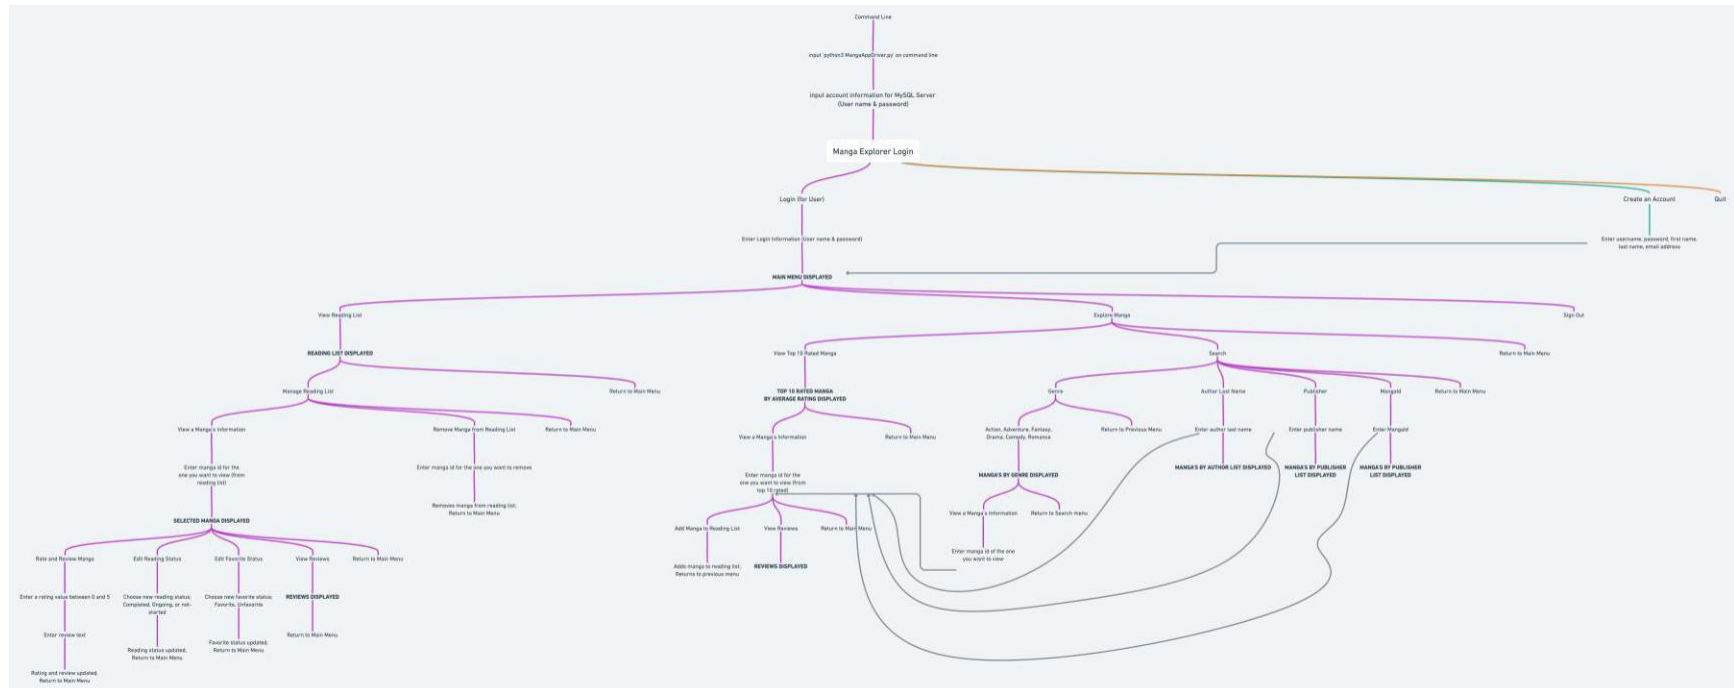 Command Line
input 'python3 MangaAppDriver.py' on command line
input account information for MySQL Server
(User name & password)
Manga Explorer Login
Login (for User)
Create an Account
Quit
Enter Login Information (User name & password)
Enter username, password, first name,
last name, email address
MAIN MENU DISPLAYED
View Reading List
Explore Manga
Sign Out
READING LIST DISPLAYED
View Top 10 Rated Manga
Search
Return to Main Menu
Manage Reading List
Return to Main Menu
TOP 10 RATED MANGA
BY AVERAGE RATING DISPLAYED
Genre
Author Last Name
Publisher
MangaId
Return to Main Menu
View a Manga's Information
Remove Manga from Reading List
Return to Main Menu
View a Manga's Information
Return to Main Menu
Action, Adventure, Fantasy,
Drama, Comedy, Romance
Return to Previous Menu
Enter author last name
Enter publisher name
Enter MangaId
Enter manga id for the
one you want to view (from
reading list)
Enter manga id for the one you want to remove
Enter manga id for the
one you want to view (from
top 10 rated)
MANGA'S BY GENRE DISPLAYED
MANGA'S BY AUTHOR LIST DISPLAYED
MANGA'S BY PUBLISHER
LIST DISPLAYED
MANGA'S BY PUBLISHER
LIST DISPLAYED
Removes manga from reading list;
Return to Main Menu
View a Manga's Information
Return to Search menu
SELECTED MANGA DISPLAYED
Add Manga to Reading List
View Reviews
Return to Main Menu
Enter manga id of the one
you want to view
Rate and Review Manga
Edit Reading Status
Edit Favorite Status
View Reviews
Return to Main Menu
Adds manga to reading list;
Returns to previous menu
REVIEWS DISPLAYED
Enter a rating value between 0 and 5
Choose new reading status;
Completed, Ongoing, or not-
started
Choose new favorite status;
Favorite, Unfavorite
REVIEWS DISPLAYED
Enter review text
Reading status updated;
Return to Main Menu
Favorite status updated;
Return to Main Menu
Return to Main Menu
Rating and review updated;
Return to Main Menu